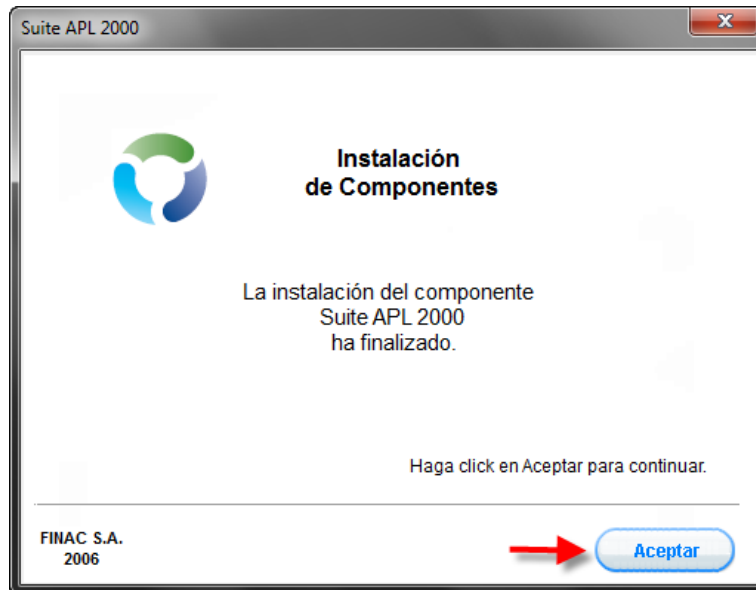 Suite APL 2000
Instalación
de Componentes
La instalación del componente
Suite APL 2000
ha finalizado.
Haga click en Aceptar para continuar.
FINAC S.A.
2006
Aceptar